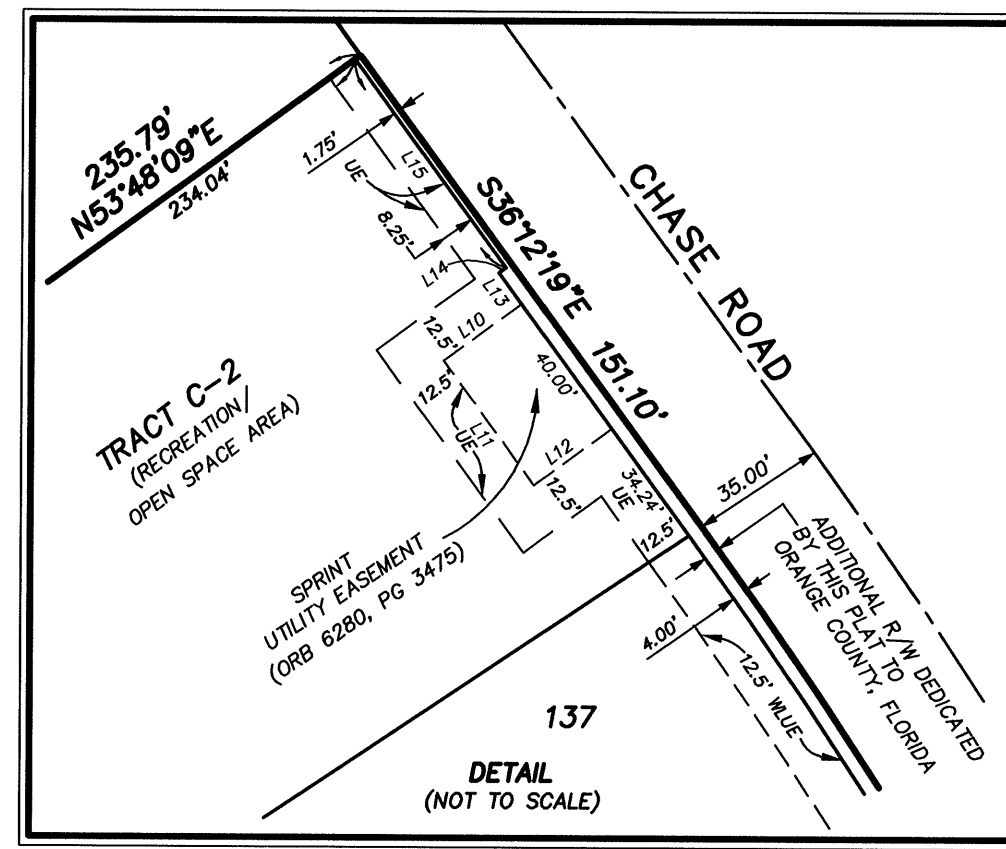 235.79'
N53°48'09"E
234.04'
1.75'
UE
L15
8.25'
L14
L13
S36°12'19"E 151.10'
CHASE ROAD
12.5'
L10
12.5'
40.00'
L11
UE
L12
12.5'
34.24'
UE
12.5'
35.00'
TRACT C-2
(RECREATION/
OPEN SPACE AREA)
SPRINT
UTILITY EASEMENT
(ORB 6280, PG 3475)
ADDITIONAL R/W DEDICATED
BY THIS PLAT TO
ORANGE COUNTY, FLORIDA
4.00'
12.5' WLUE
137
DETAIL
(NOT TO SCALE)